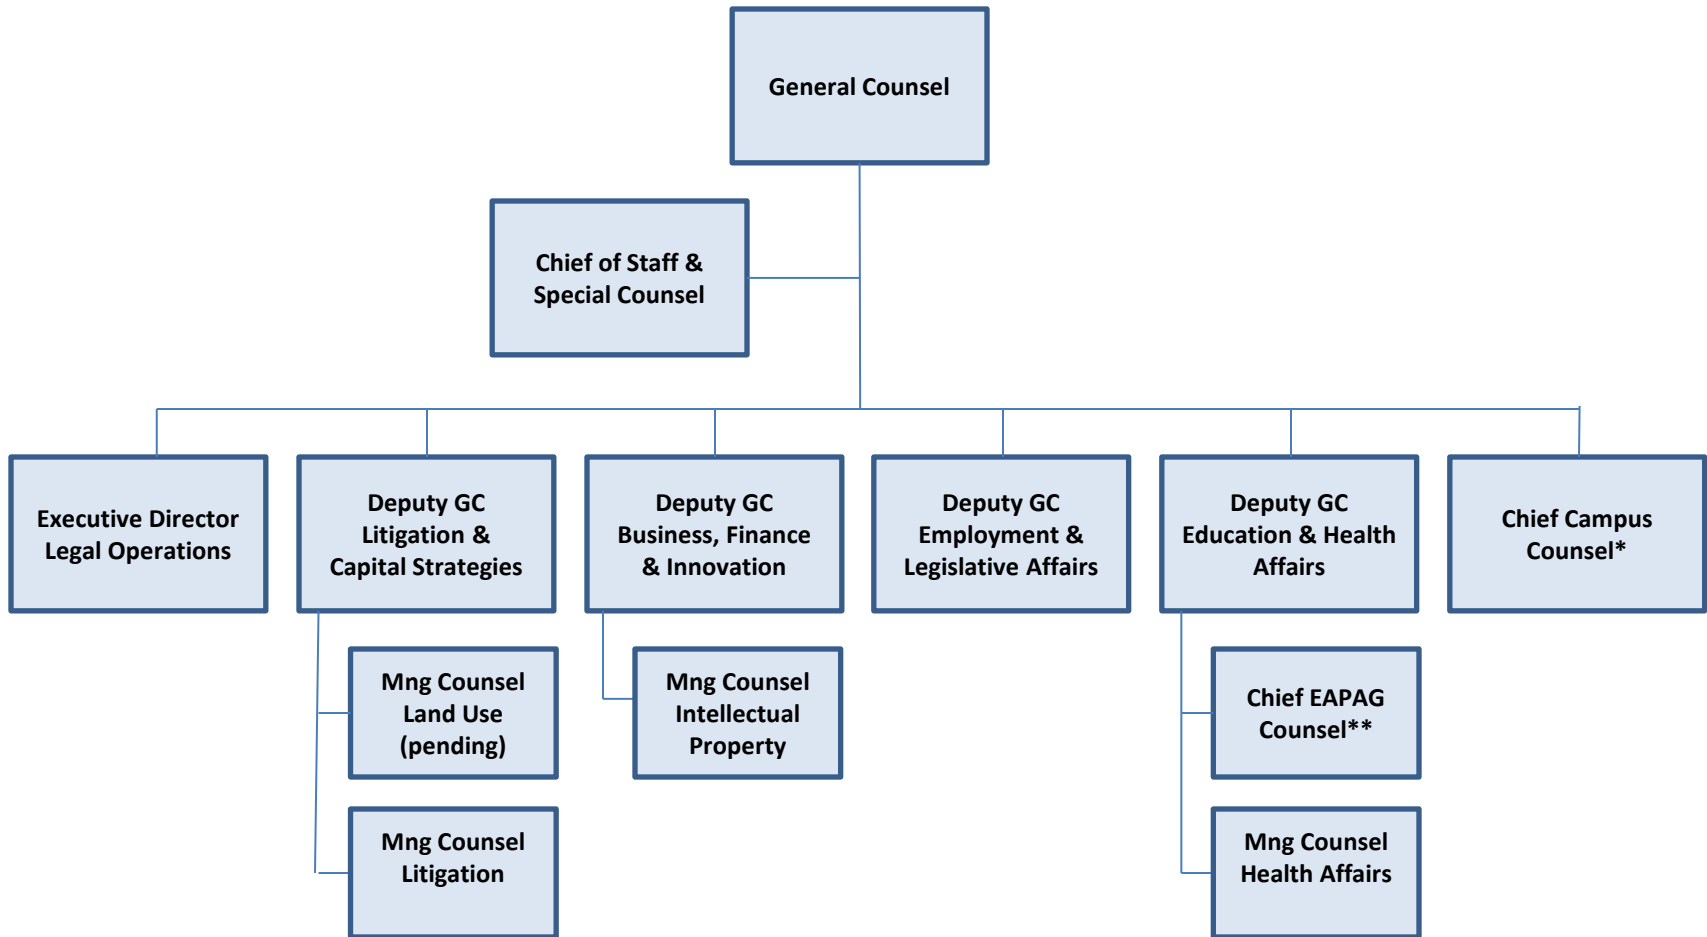 General Counsel
Chief of Staff &
Special Counsel
Executive Director
Legal Operations
Deputy GC
Litigation &
Capital Strategies
Deputy GC
Business, Finance
& Innovation
Deputy GC
Employment &
Legislative Affairs
Deputy GC
Education & Health
Affairs
Chief Campus
Counsel*
Mng Counsel
Land Use
(pending)
Mng Counsel
Intellectual
Property
Chief EAPAG
Counsel**
Mng Counsel
Litigation
Mng Counsel
Health Affairs